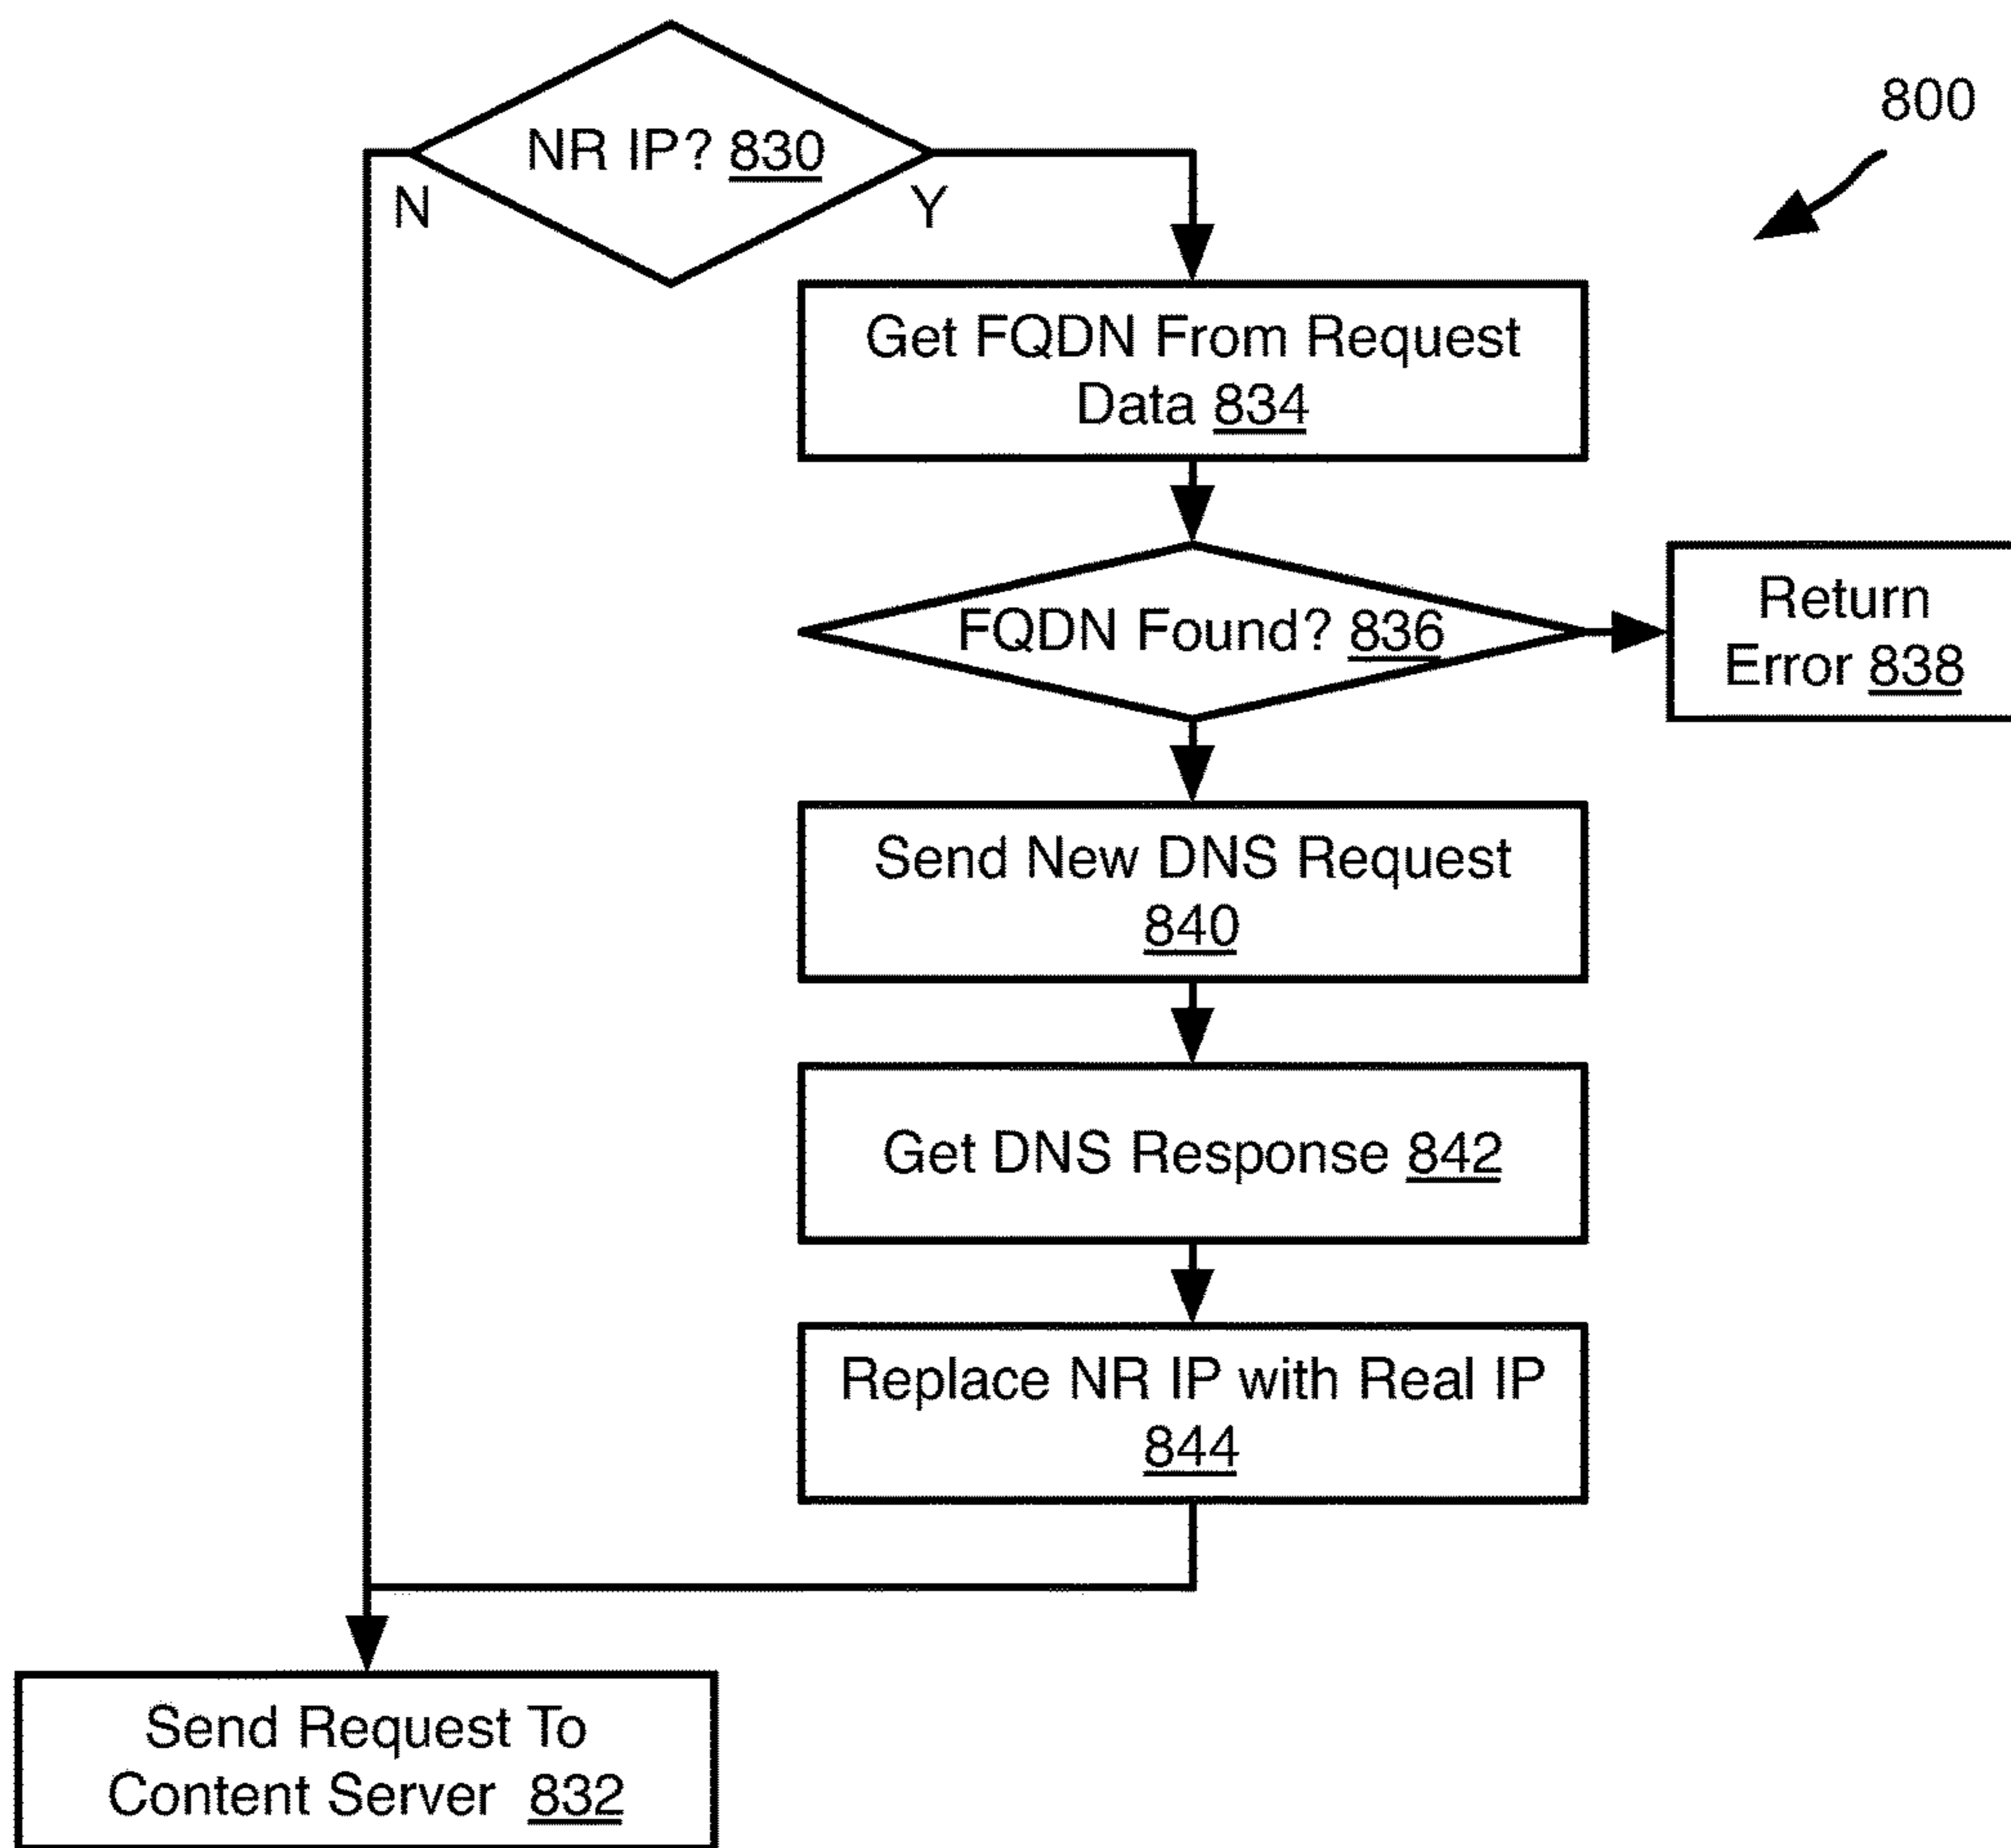 800
NR IP? 830
N
Y
Get FQDN From Request
Data 834
FQDN Found? 836
Return
Error 838
Send New DNS Request
840
Get DNS Response 842
Replace NR IP with Real IP
844
Send Request To
Content Server 832